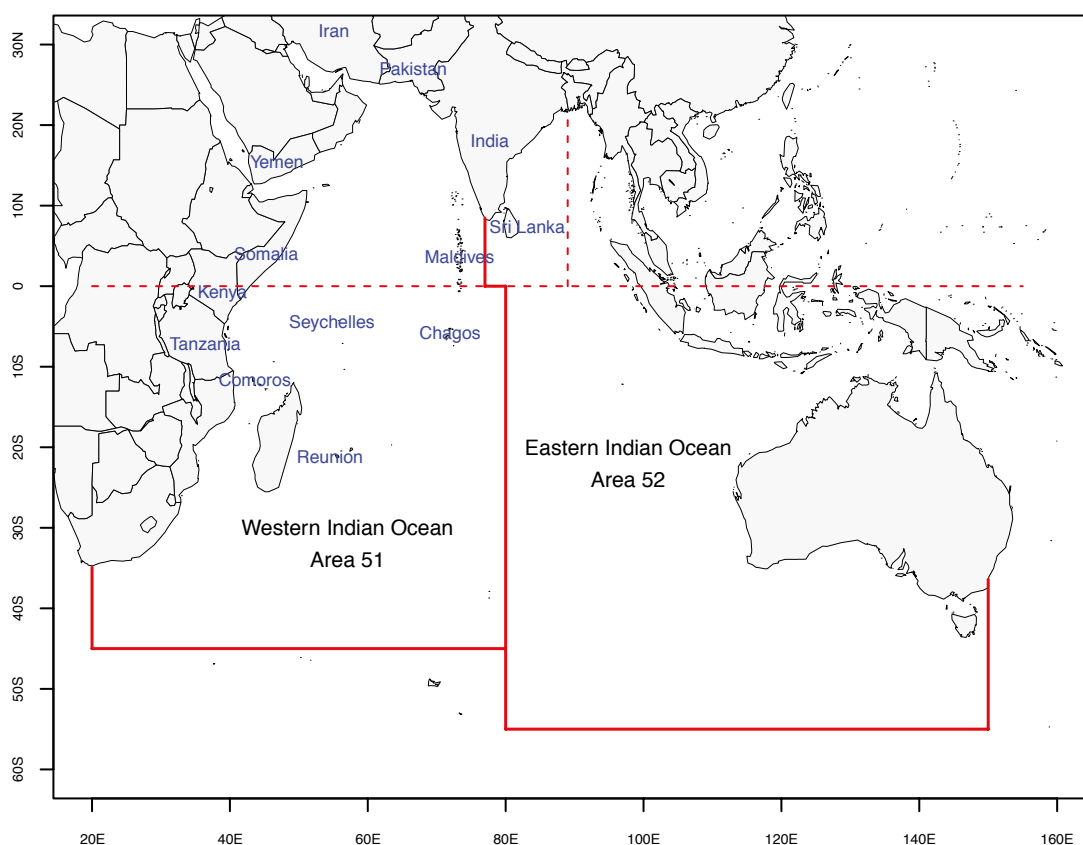 30N
20N
10N
0
10S
20S
30S
40S
50S
60S
Iran
Pakistan
India
Yemen
Sri Lanka
Somalia
Maldives
Kenya
Seychelles
Chagos
Tanzania
Comoros
Reunion
Eastern Indian Ocean
Area 52
Western Indian Ocean
Area 51
20E
40E
60E
80E
100E
120E
140E
160E